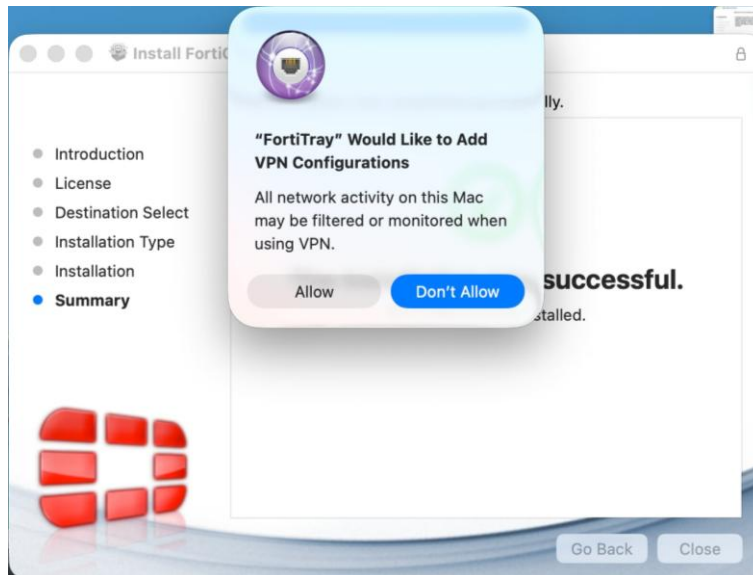 Install Forti
lly.
“FortiTray” Would Like to Add
VPN Configurations
All network activity on this Mac
may be filtered or monitored when
using VPN.
Allow
Don’t Allow
Introduction
License
Destination Select
Installation Type
Installation
Summary
successful.
stalled.
Go Back
Close